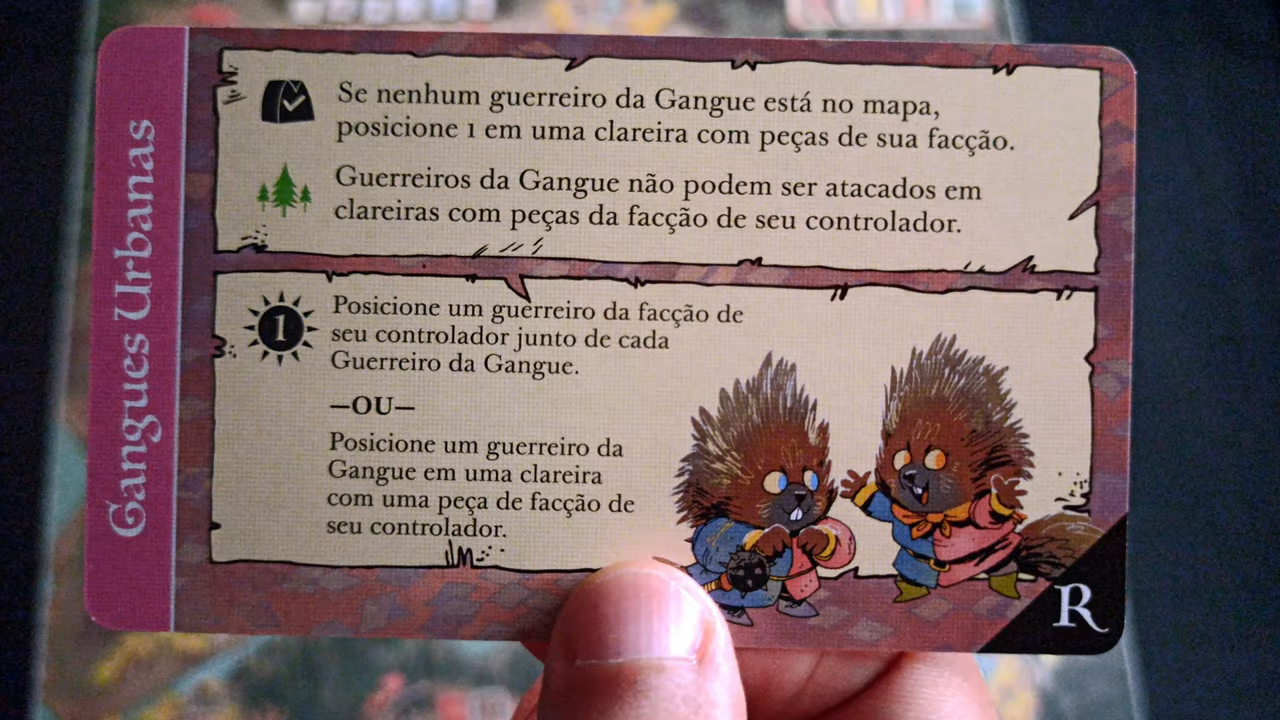 Gangues Urbanas
Se nenhum guerreiro da Gangue está no mapa,
posicione 1 em uma clareira com peças de sua facção.
Guerreiros da Gangue não podem ser atacados em
clareiras com peças da facção de seu controlador.
1
Posicione um guerreiro da facção de
seu controlador junto de cada
Guerreiro da Gangue.
—OU—
Posicione um guerreiro da
Gangue em uma clareira
com uma peça de facção de
seu controlador.
R